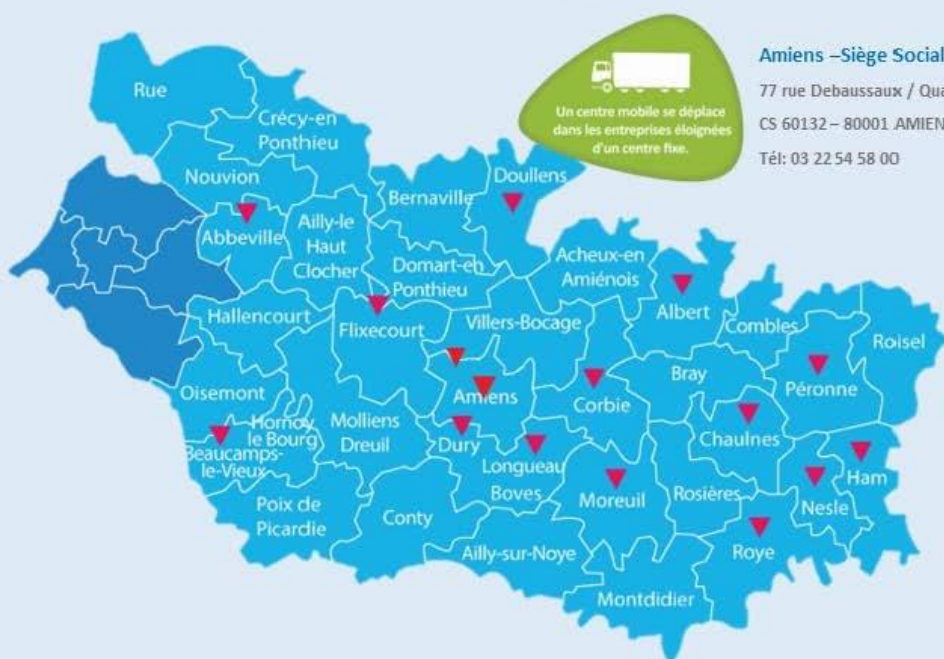 Amiens –Siège Social
77 rue Debaussaux / Qua
CS 60132 – 80001 AMIEN
Tél: 03 22 54 58 00
Un centre mobile se déplace
dans les entreprises éloignées
d'un centre fixe.
Rue
Crécy-en
Ponthieu
Nouvion
Abbeville
Ailly-le
Haut
Clocher
Bernaville
Doullens
Domart-en
Ponthieu
Acheux-en
Amiénois
Albert
Combles
Roisel
Hallencourt
Flixecourt
Villers-Bocage
Bray
Péronne
Oisemont
Amiens
Corbie
Hornoy
le Bourg
Molliens
Dreuil
Dury
Chaulnes
Beaucamps-
le-Vieux
Longueau
Boves
Moreuil
Rosières
Nesle
Ham
Poix de
Picardie
Conty
Ailly-sur-Noye
Roye
Montdidier